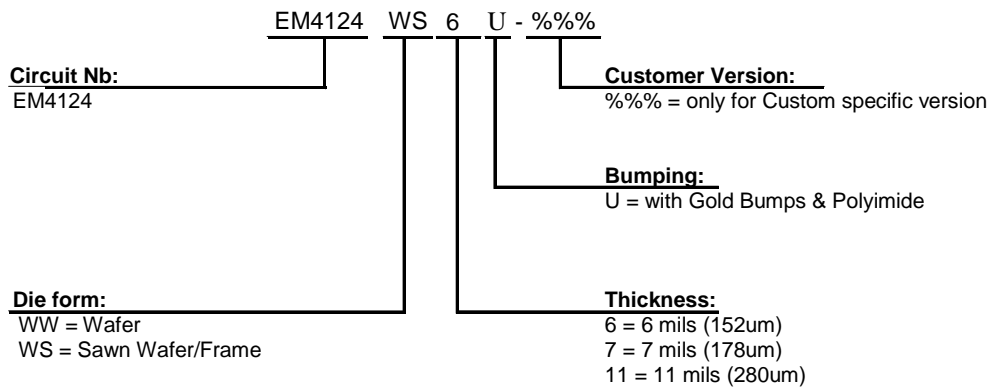 EM4124 WS 6 U - %%%
Circuit Nb:
EM4124
Customer Version:
%%% = only for Custom specific version
Bumping:
U = with Gold Bumps & Polyimide
Die form:
WW = Wafer
WS = Sawn Wafer/Frame
Thickness:
6 = 6 mils (152um)
7 = 7 mils (178um)
11 = 11 mils (280um)